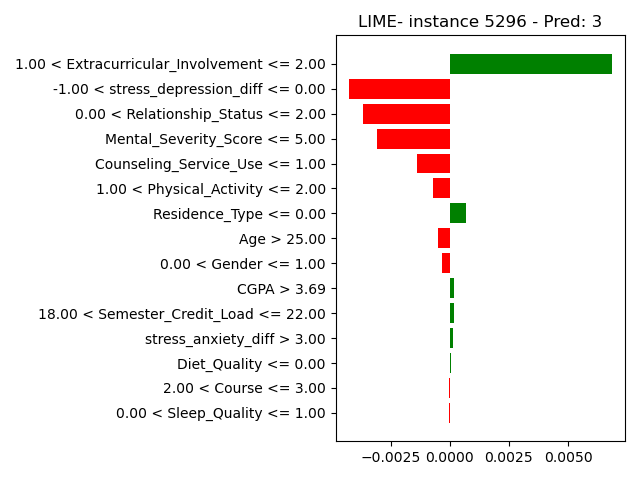 LIME- instance 5296 - Pred: 3
1.00 < Extracurricular_Involvement <= 2.00
-1.00 < stress_depression_diff <= 0.00
0.00 < Relationship_Status <= 2.00
Mental_Severity_Score <= 5.00
Counseling_Service_Use <= 1.00
1.00 < Physical_Activity <= 2.00
Residence_Type <= 0.00
Age > 25.00
0.00 < Gender <= 1.00
CGPA > 3.69
18.00 < Semester_Credit_Load <= 22.00
stress_anxiety_diff > 3.00
Diet_Quality <= 0.00
2.00 < Course <= 3.00
0.00 < Sleep_Quality <= 1.00
−0.0025 0.0000 0.0025 0.0050